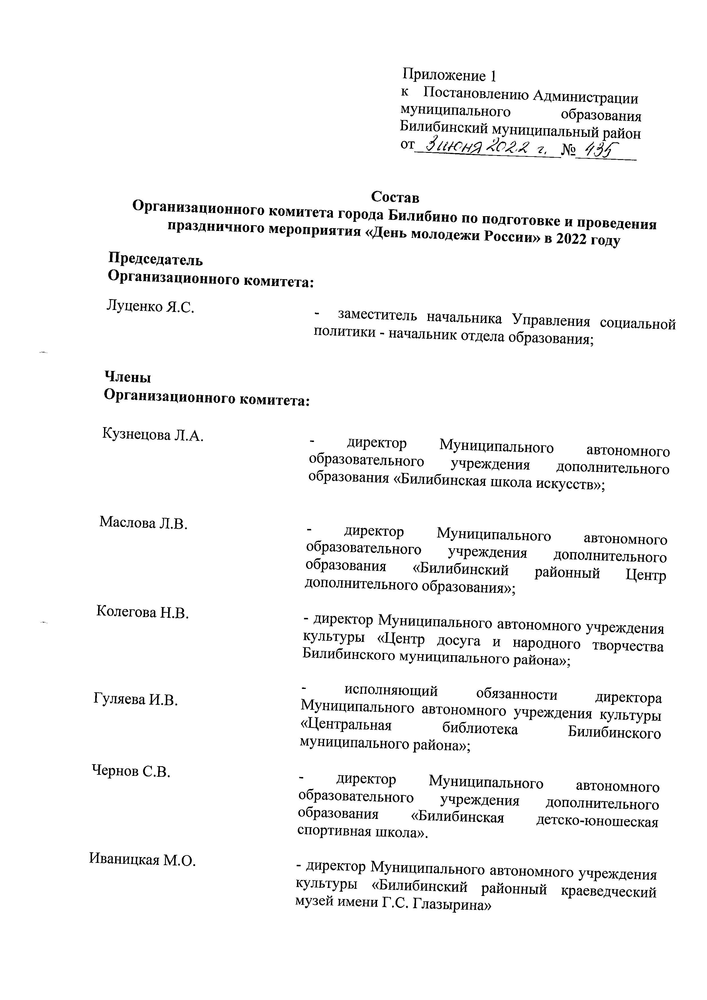 Приложение 1
к Постановлению Администрации
муниципального образования
Билибинский муниципальный район
от 3 июня 2022 г. № 435
Состав
Организационного комитета города Билибино по подготовке и проведения
праздничного мероприятия «День молодежи России» в 2022 году
Председатель
Организационного комитета:
Луценко Я.С.
- заместитель начальника Управления социальной
политики - начальник отдела образования;
Члены
Организационного комитета:
Кузнецова Л.А.
- директор Муниципального автономного
образовательного учреждения дополнительного
образования «Билибинская школа искусств»;
Маслова Л.В.
- директор Муниципального автономного
образовательного учреждения дополнительного
образования «Билибинский районный Центр
дополнительного образования»;
Колегова Н.В.
- директор Муниципального автономного учреждения
культуры «Центр досуга и народного творчества
Билибинского муниципального района»;
Гуляева И.В.
- исполняющий обязанности директора
Муниципального автономного учреждения культуры
«Центральная библиотека Билибинского
муниципального района»;
Чернов С.В.
- директор Муниципального автономного
образовательного учреждения дополнительного
образования «Билибинская детско-юношеская
спортивная школа».
Иваницкая М.О.
- директор Муниципального автономного учреждения
культуры «Билибинский районный краеведческий
музей имени Г.С. Глазырина»